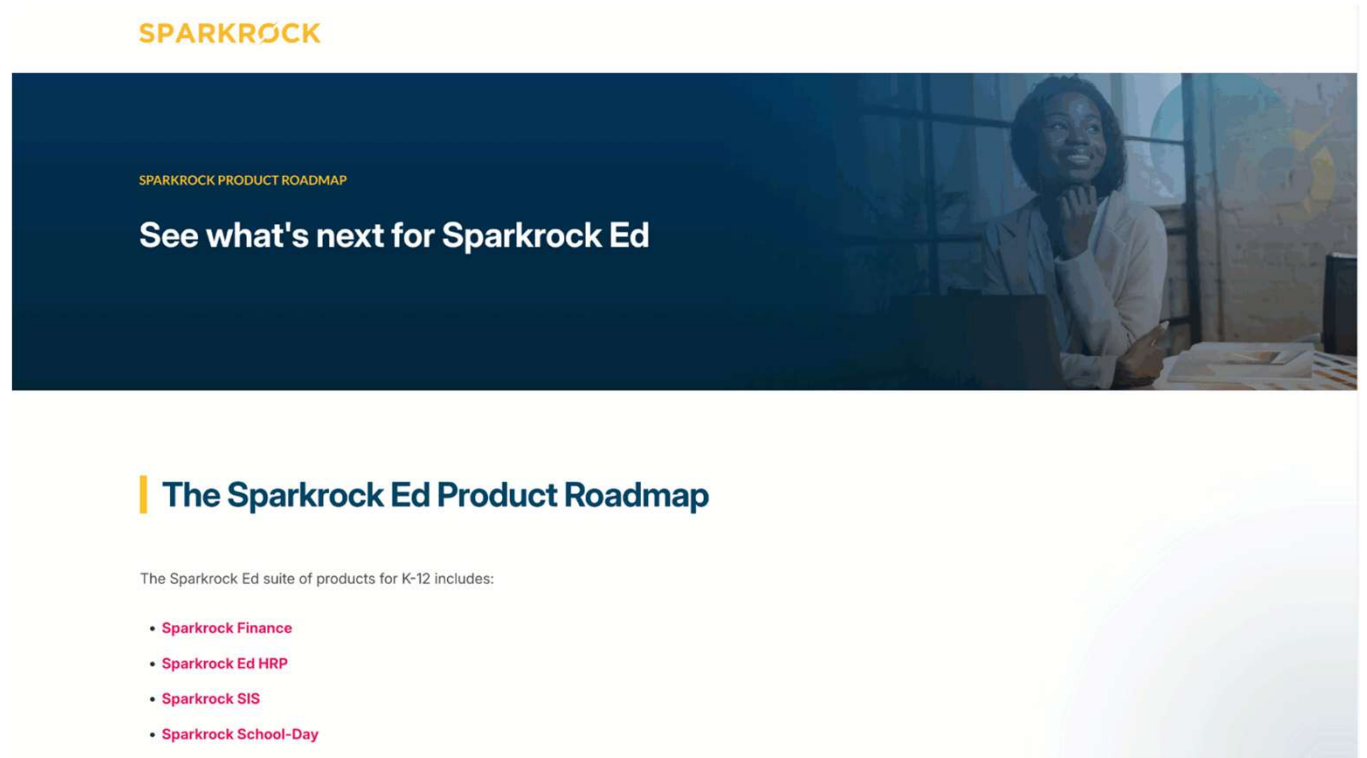 SPARKROCK
SPARKROCK PRODUCT ROADMAP
See what's next for Sparkrock Ed
The Sparkrock Ed Product Roadmap
The Sparkrock Ed suite of products for K-12 includes:
• Sparkrock Finance
• Sparkrock Ed HRP
• Sparkrock SIS
• Sparkrock School-Day